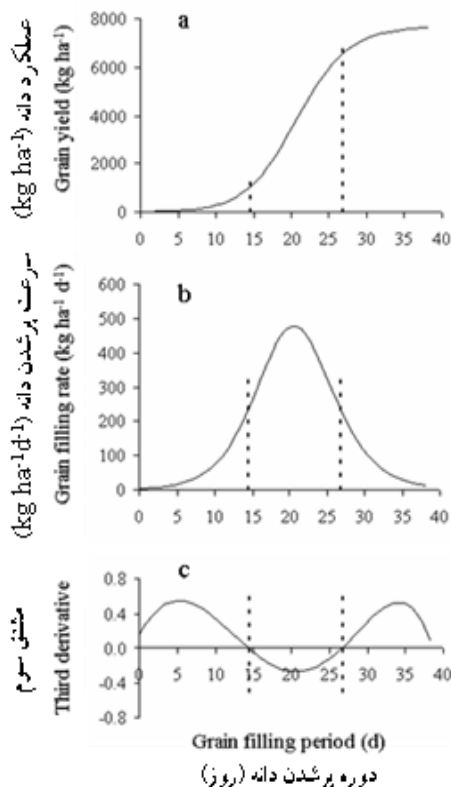 a
عملکرد دانه (kg ha⁻¹)
Grain yield (kg ha⁻¹)
8000
6000
4000
2000
0
0 5 10 15 20 25 30 35 40
b
سرعت پرشدن دانه (kg ha⁻¹d⁻¹)
Grain filling rate (kg ha⁻¹ d⁻¹)
600
500
400
300
200
100
0
0 5 10 15 20 25 30 35 40
c
مشتق سوم
Third derivative
0.8
0.4
0.0
-0.4
-0.8
0 5 10 15 20 25 30 35 40
Grain filling period (d)
دوره پرشدن دانه (روز)